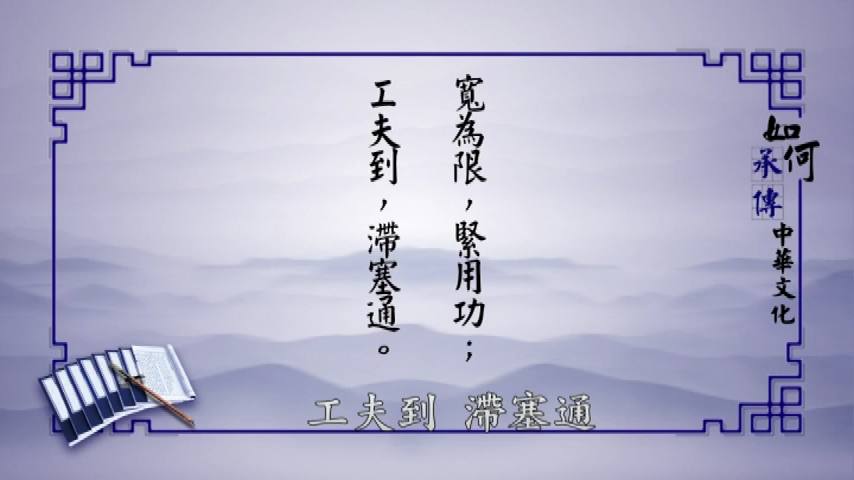 寬為限，緊用功；
工夫到，滯塞通。
如何
承傳
中華文化
工夫到 滯塞通